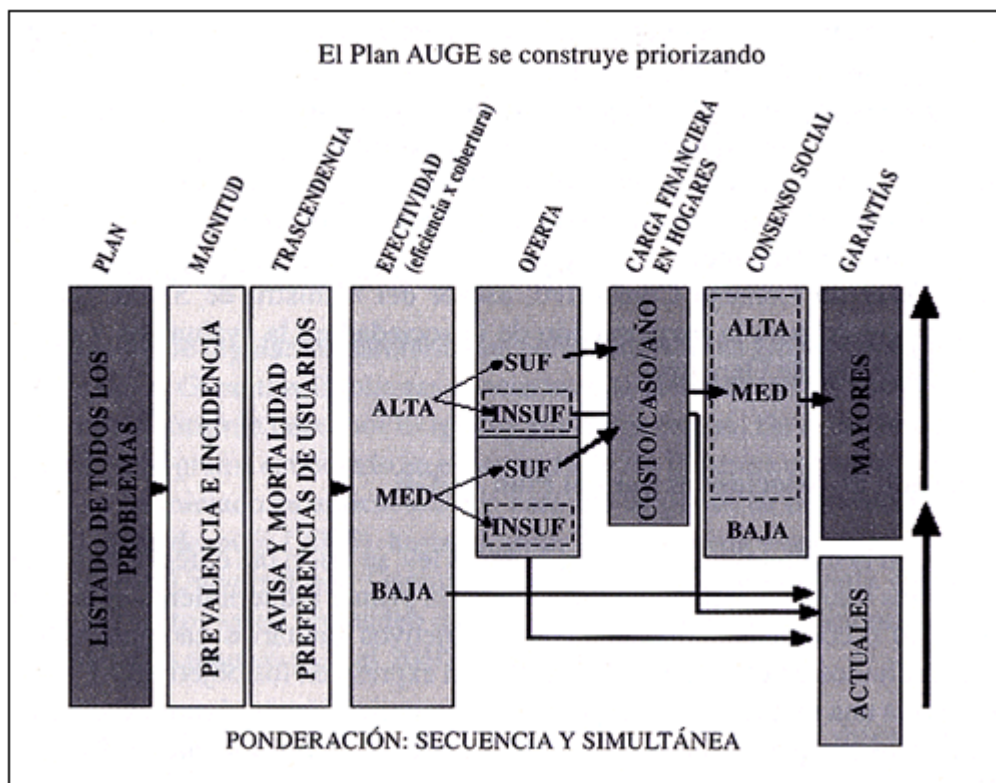 El Plan AUGE se construye priorizando
PLAN
MAGNITUD
TRASCENDENCIA
EFECTIVIDAD
(eficiencia x cobertura)
OFERTA
CARGA FINANCIERA
EN HOGARES
CONSENSO SOCIAL
GARANTÍAS
LISTADO DE TODOS LOS
PROBLEMAS
PREVALENCIA E INCIDENCIA
AVISA Y MORTALIDAD
PREFERENCIAS DE USUARIOS
ALTA
MED
BAJA
SUF
INSUF
SUF
INSUF
COSTO/CASO/AÑO
ALTA
MED
BAJA
MAYORES
ACTUALES
PONDERACIÓN: SECUENCIA Y SIMULTÁNEA